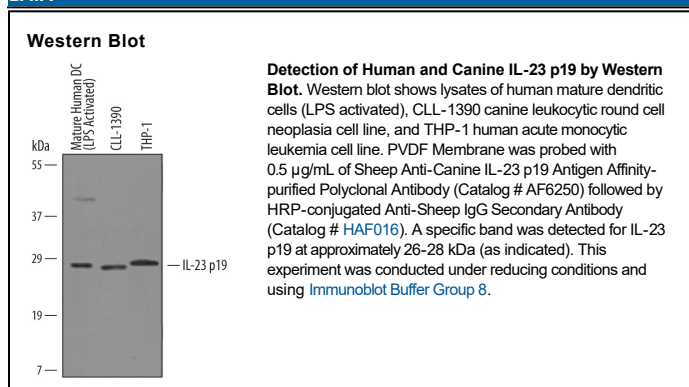 Western Blot
Mature Human DC
(LPS Activated)
CLL-1390
THP-1
kDa
55
37
29
19
7
IL-23 p19
Detection of Human and Canine IL-23 p19 by Western
Blot. Western blot shows lysates of human mature dendritic
cells (LPS activated), CLL-1390 canine leukocytic round cell
neoplasia cell line, and THP-1 human acute monocytic
leukemia cell line. PVDF Membrane was probed with
0.5 µg/mL of Sheep Anti-Canine IL-23 p19 Antigen Affinity-
purified Polyclonal Antibody (Catalog # AF6250) followed by
HRP-conjugated Anti-Sheep IgG Secondary Antibody
(Catalog # HAF016). A specific band was detected for IL-23
p19 at approximately 26-28 kDa (as indicated). This
experiment was conducted under reducing conditions and
using Immunoblot Buffer Group 8.